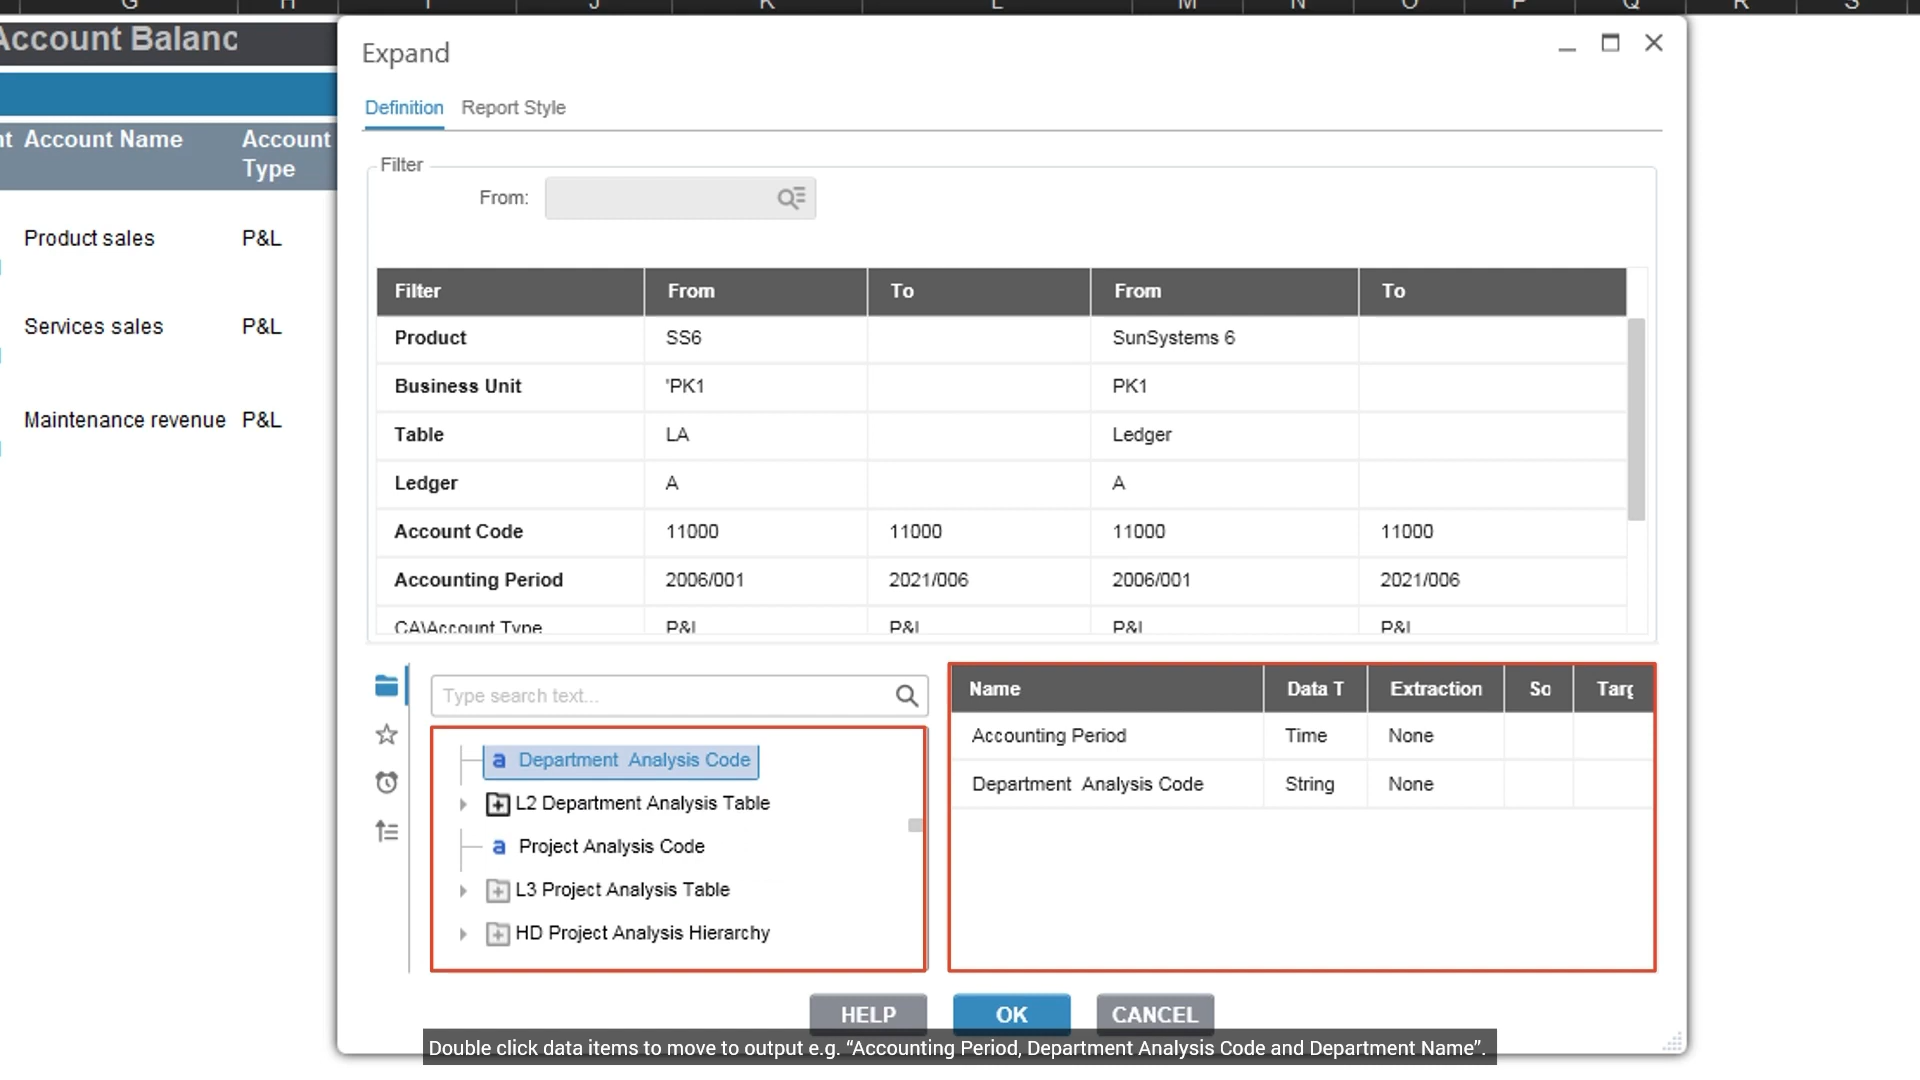 G H I J K L M N O P Q R S
Account Balanc
Expand
Definition Report Style
nt Account Name Account Type
Filter
From:
Product sales P&L
Services sales P&L
Maintenance revenue P&L
Filter From To From To
Product SS6 SunSystems 6
Business Unit 'PK1 PK1
Table LA Ledger
Ledger A A
Account Code 11000 11000 11000 11000
Accounting Period 2006/001 2021/006 2006/001 2021/006
CA\Account Type P&L P&L P&L P&L
Type search text...
Department Analysis Code
L2 Department Analysis Table
Project Analysis Code
L3 Project Analysis Table
HD Project Analysis Hierarchy
Name Data T Extraction So Targ
Accounting Period Time None
Department Analysis Code String None
HELP OK CANCEL
Double click data items to move to output e.g. “Accounting Period, Department Analysis Code and Department Name”.